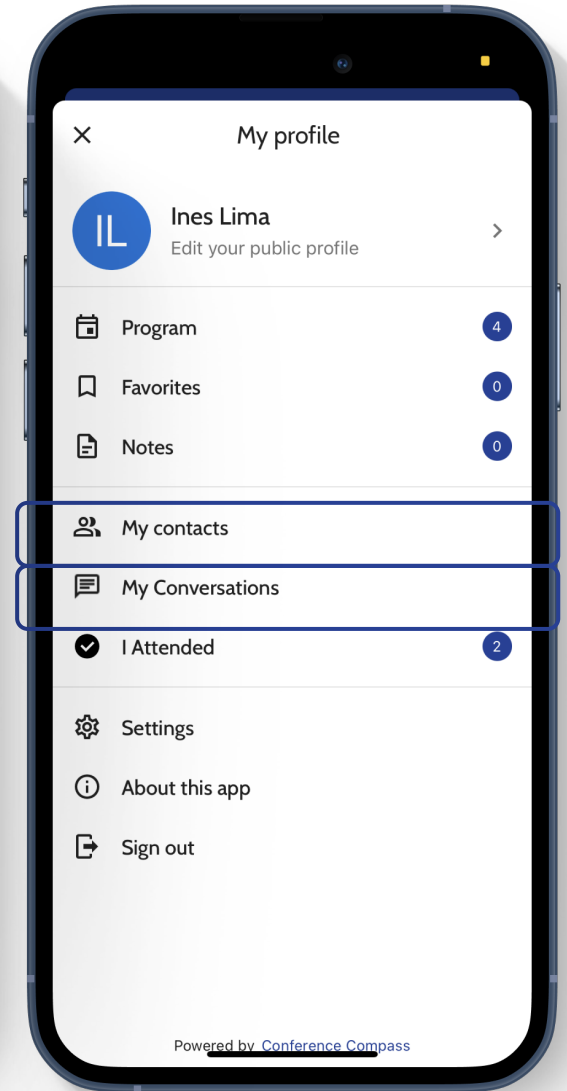 My profile
IL
Ines Lima
Edit your public profile
Program 4
Favorites 0
Notes 0
My contacts
My Conversations
I Attended 2
Settings
About this app
Sign out
Powered by Conference Compass